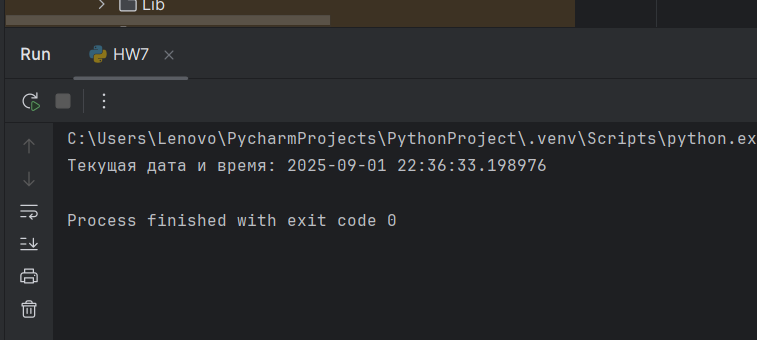 Lib
Run HW7
C:\Users\Lenovo\PycharmProjects\PythonProject\.venv\Scripts\python.ex
Текущая дата и время: 2025-09-01 22:36:33.198976
Process finished with exit code 0